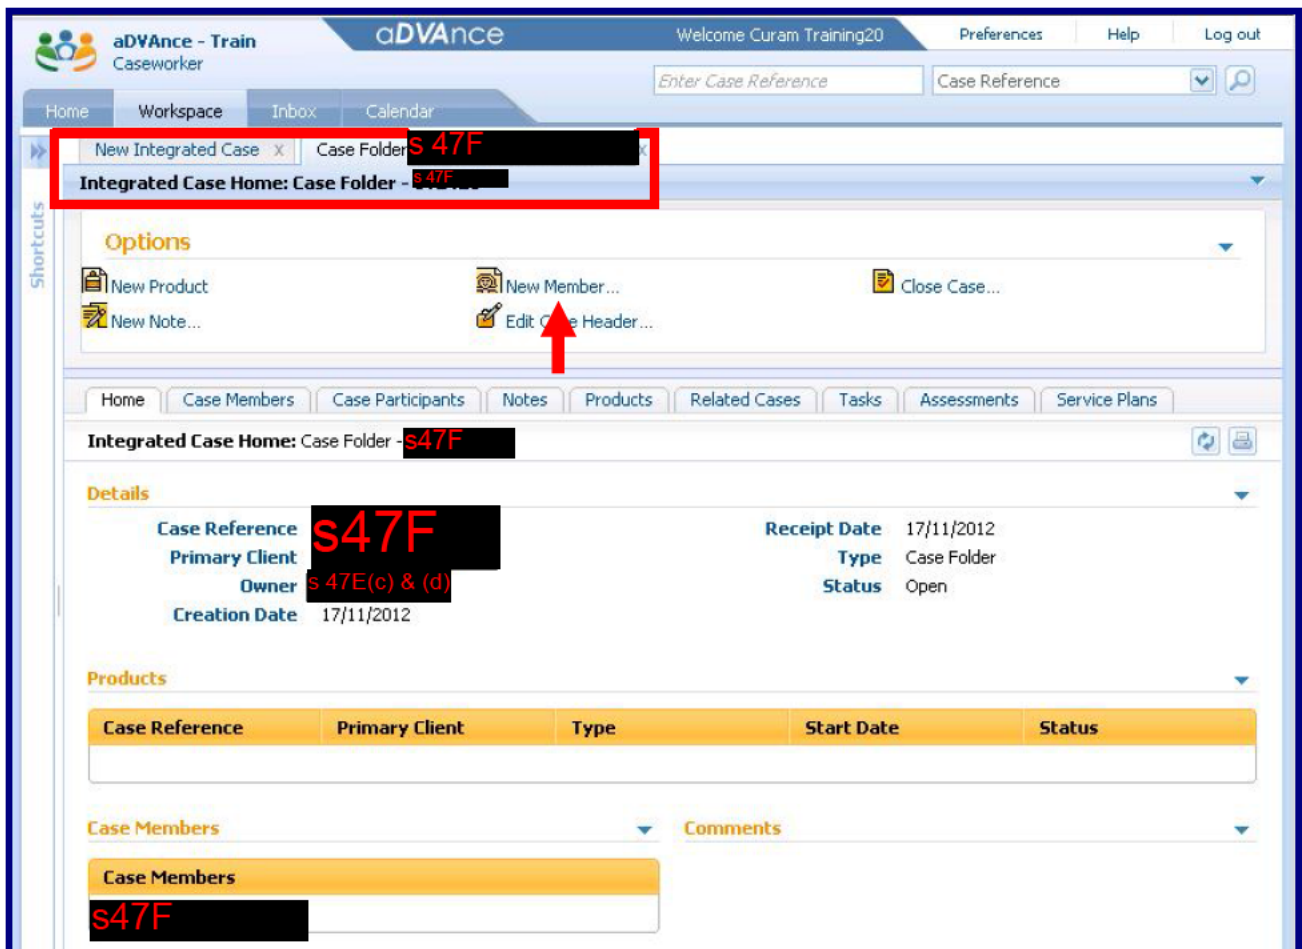 aDVAnce - Train
Caseworker
aDVAnce
Welcome Curam Training20
Preferences
Help
Log out
Enter Case Reference
Case Reference
Home
Workspace
Inbox
Calendar
New Integrated Case x
Case Folder s 47F x
Integrated Case Home: Case Folder - s 47F
Shortcuts
Options
New Product
New Member...
Close Case...
New Note...
Edit Case Header...
Home
Case Members
Case Participants
Notes
Products
Related Cases
Tasks
Assessments
Service Plans
Integrated Case Home: Case Folder - s47F
Details
Case Reference s47F
Receipt Date 17/11/2012
Primary Client
Type Case Folder
Owner s 47E(c) & (d)
Status Open
Creation Date 17/11/2012
Products
Case Reference Primary Client Type Start Date Status
Case Members
Comments
Case Members
s47F